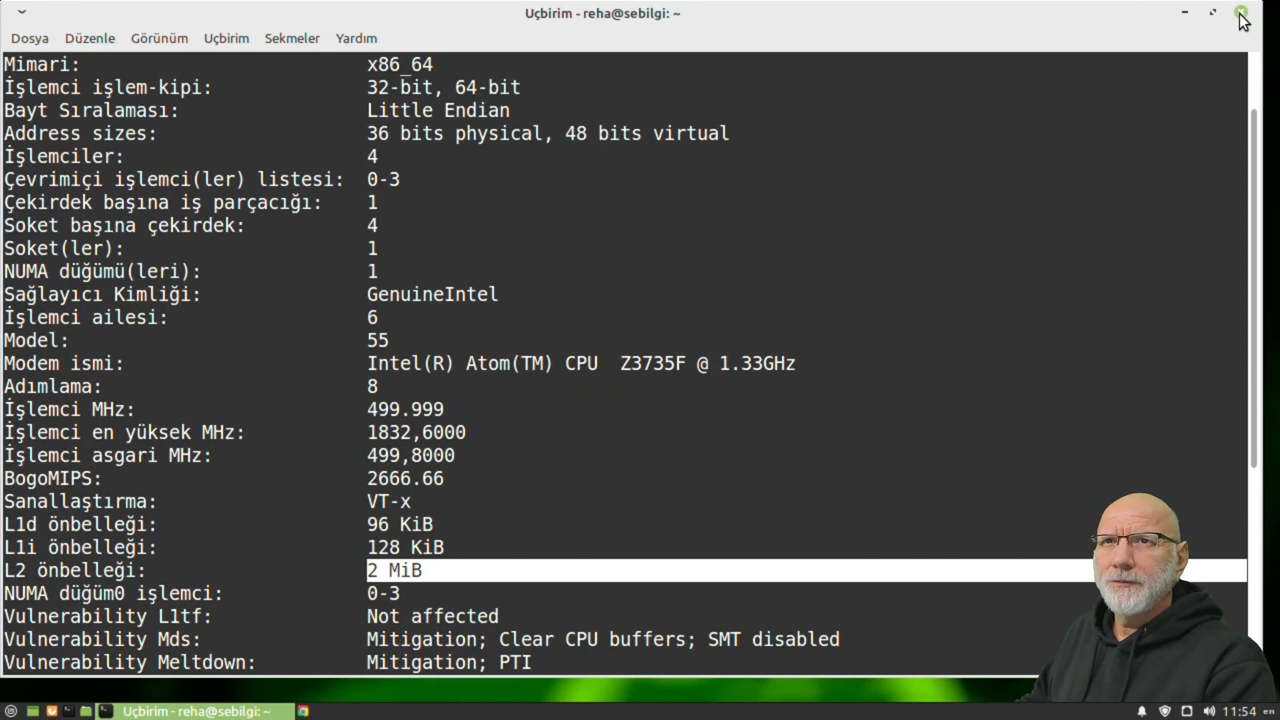 Uçbirim - reha@sebilgi: ~
Dosya Düzenle Görünüm Uçbirim Sekmeler Yardım
Mimari: x86_64
İşlemci işlem-kipi: 32-bit, 64-bit
Bayt Sıralaması: Little Endian
Address sizes: 36 bits physical, 48 bits virtual
İşlemciler: 4
Çevrimiçi işlemci(ler) listesi: 0-3
Çekirdek başına iş parçacığı: 1
Soket başına çekirdek: 4
Soket(ler): 1
NUMA düğümü(leri): 1
Sağlayıcı Kimliği: GenuineIntel
İşlemci ailesi: 6
Model: 55
Modem ismi: Intel(R) Atom(TM) CPU  Z3735F @ 1.33GHz
Adımlama: 8
İşlemci MHz: 499.999
İşlemci en yüksek MHz: 1832,6000
İşlemci asgari MHz: 499,8000
BogoMIPS: 2666.66
Sanallaştırma: VT-x
L1d önbelleği: 96 KiB
L1i önbelleği: 128 KiB
L2 önbelleği: 2 MiB
NUMA düğüm0 işlemci: 0-3
Vulnerability L1tf: Not affected
Vulnerability Mds: Mitigation; Clear CPU buffers; SMT disabled
Vulnerability Meltdown: Mitigation; PTI
Uçbirim - reha@sebilgi: ~ 11:54 en